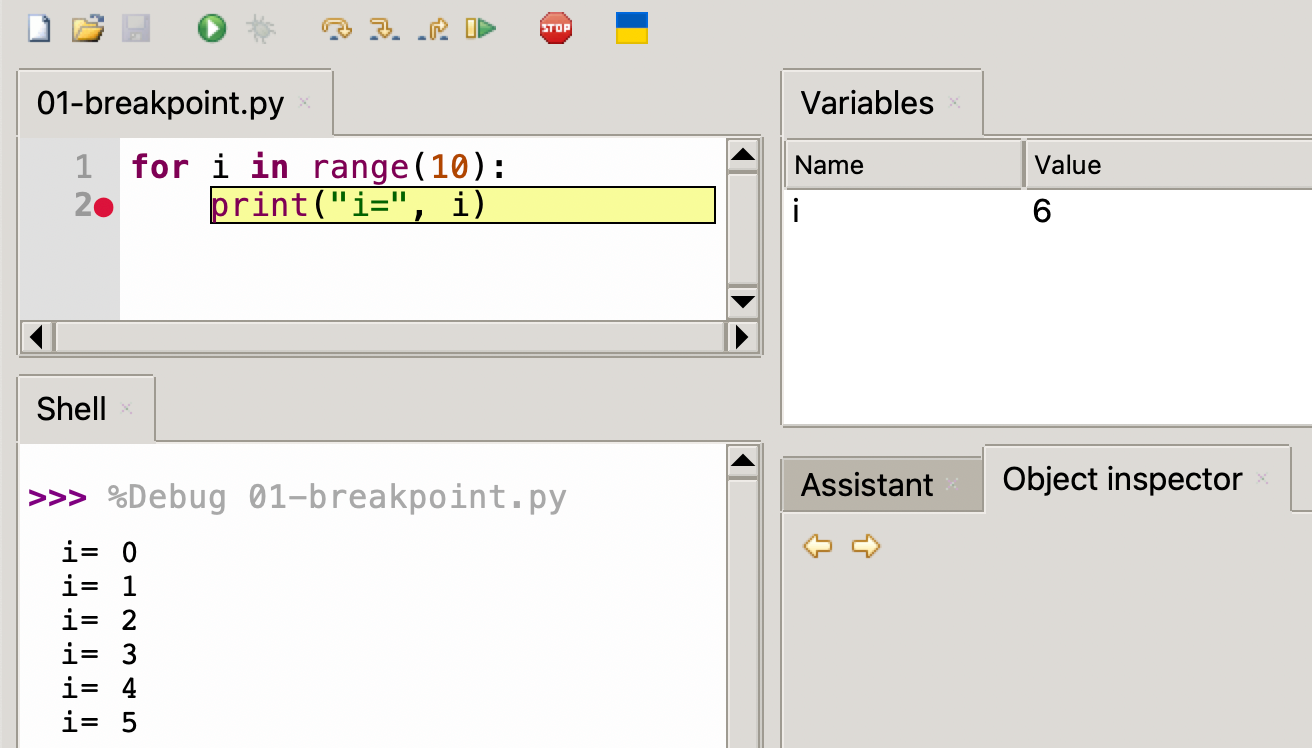 STOP
01-breakpoint.py
1 for i in range(10):
2 print("i=", i)
Shell
>>> %Debug 01-breakpoint.py
i= 0
i= 1
i= 2
i= 3
i= 4
i= 5
Variables
Name Value
i 6
Assistant Object inspector